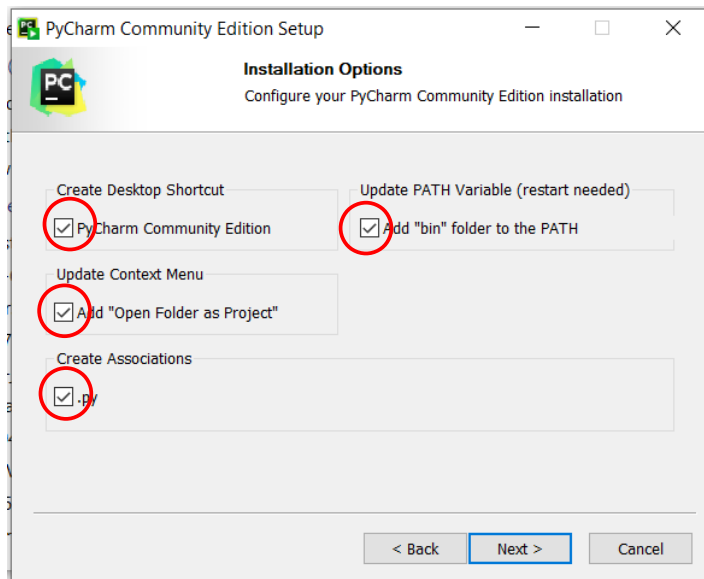 PyCharm Community Edition Setup
PC
Installation Options
Configure your PyCharm Community Edition installation
Create Desktop Shortcut
PyCharm Community Edition
Update PATH Variable (restart needed)
Add "bin" folder to the PATH
Update Context Menu
Add "Open Folder as Project"
Create Associations
.py
< Back
Next >
Cancel